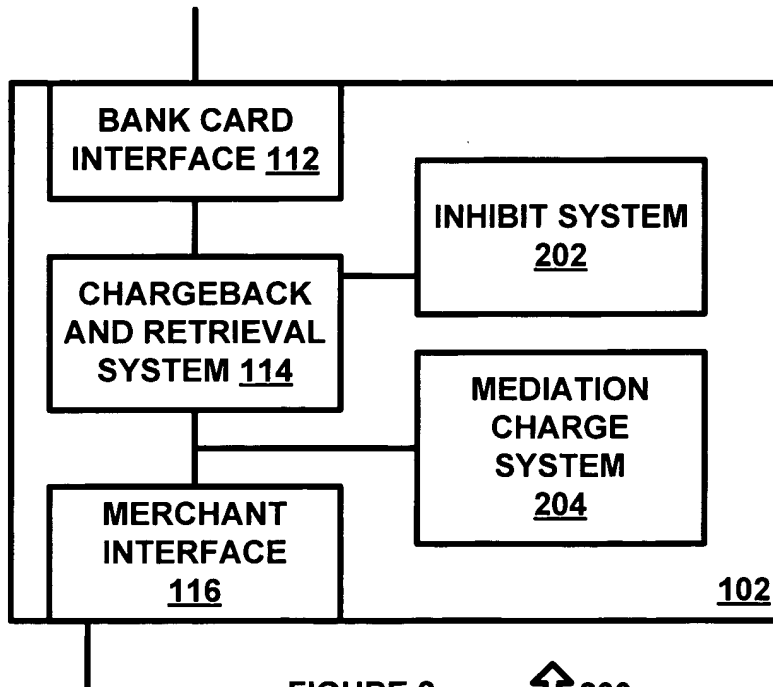 BANK CARD
INTERFACE 112
INHIBIT SYSTEM
202
CHARGEBACK
AND RETRIEVAL
SYSTEM 114
MEDIATION
CHARGE
SYSTEM
204
MERCHANT
INTERFACE
116
102